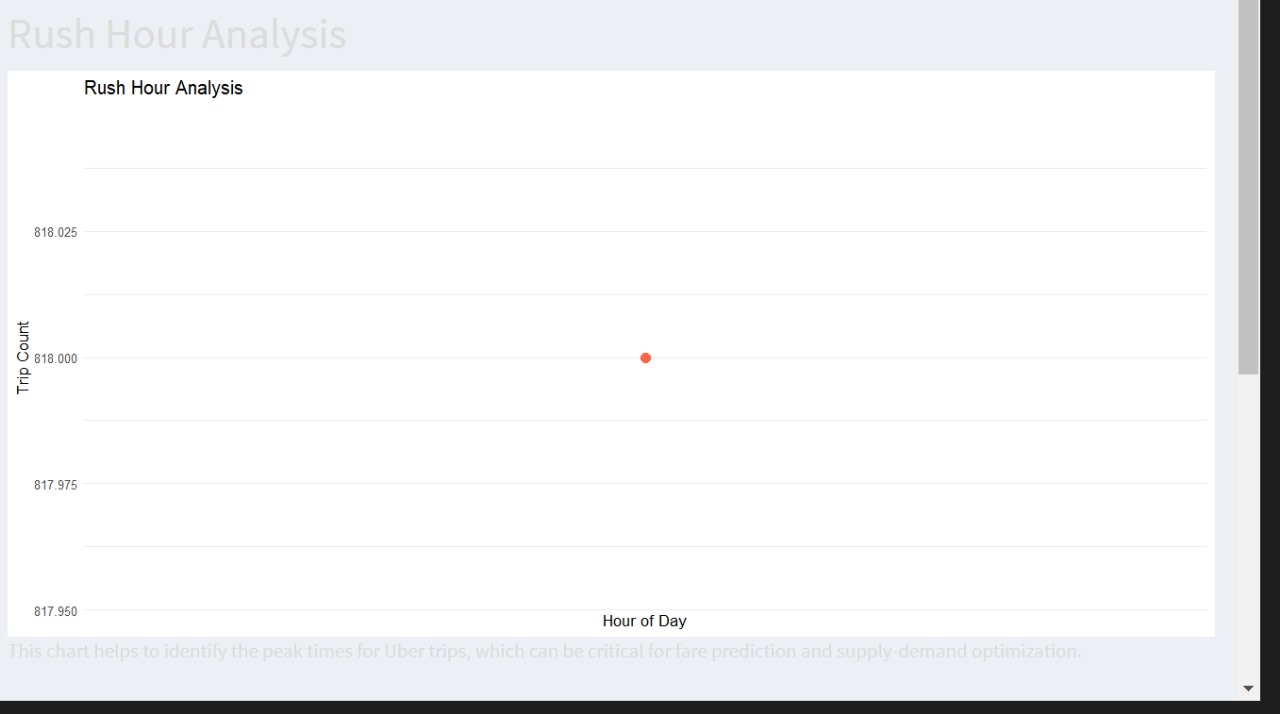 Rush Hour Analysis
Rush Hour Analysis
818.025
Trip Count
818.000
817.975
817.950
Hour of Day
This chart helps to identify the peak times for Uber trips, which can be critical for fare prediction and supply-demand optimization.